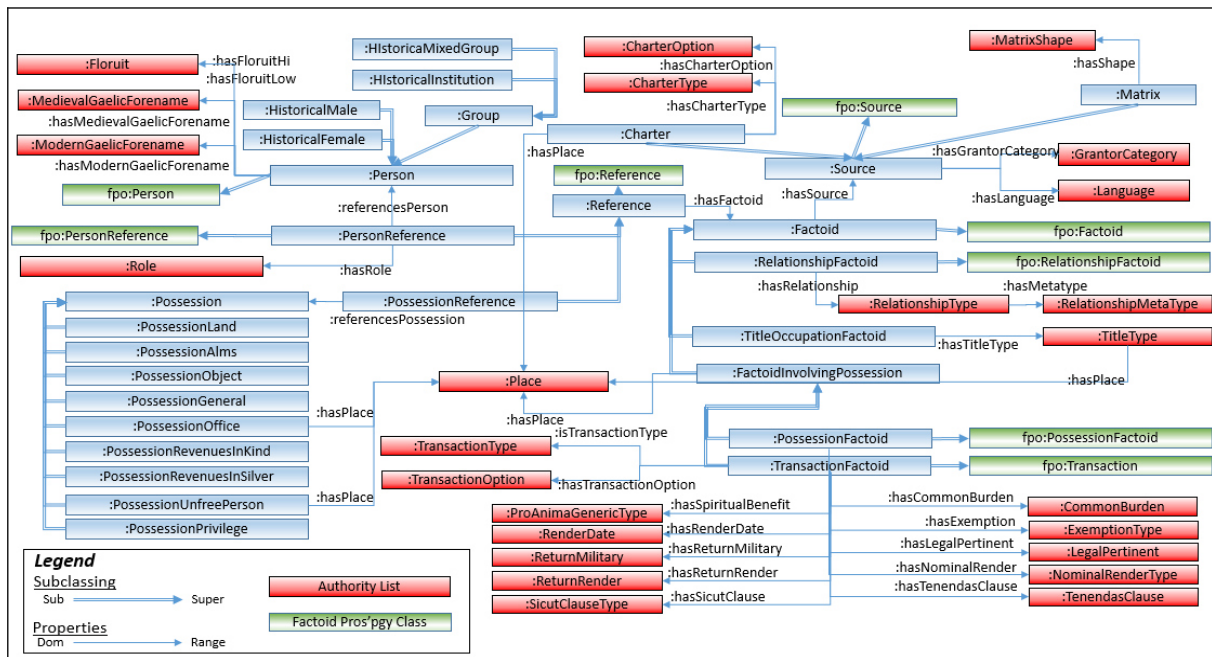 :Floruit
:hasFloruitHi
:hasFloruitLow
:MedievalGaelicForename
:hasMedievalGaelicForename
:ModernGaelicForename
:hasModernGaelicForename
fpo:Person
:HIstoricaMixedGroup
:HIstoricalInstitution
:HistoricalMale
:HistoricalFemale
:Group
:Person
:referencesPerson
fpo:PersonReference
:PersonReference
:Role
:hasRole
:CharterOption
:hasCharterOption
:CharterType
:hasCharterType
:Charter
:hasPlace
fpo:Source
:MatrixShape
:hasShape
:Matrix
:Source
:hasGrantorCategory
:GrantorCategory
:hasLanguage
:Language
:hasSource
fpo:Reference
:Reference
:hasFactoid
:Factoid
fpo:Factoid
:RelationshipFactoid
fpo:RelationshipFactoid
:hasRelationship
:hasMetatype
:RelationshipType
:RelationshipMetaType
:TitleOccupationFactoid
:hasTitleType
:TitleType
:FactoidInvolvingPossession
:hasPlace
:Possession
:PossessionReference
:referencesPossession
:PossessionLand
:PossessionAlms
:PossessionObject
:PossessionGeneral
:PossessionOffice
:PossessionRevenuesInKind
:PossessionRevenuesInSilver
:PossessionUnfreePerson
:PossessionPrivilege
:hasPlace
:hasPlace
:Place
:hasPlace
:isTransactionType
:TransactionType
:TransactionOption
:hasTransactionOption
:PossessionFactoid
fpo:PossessionFactoid
:TransactionFactoid
fpo:Transaction
:ProAnimaGenericType
:hasSpiritualBenefit
:RenderDate
:hasRenderDate
:ReturnMilitary
:hasReturnMilitary
:ReturnRender
:hasReturnRender
:SicutClauseType
:hasSicutClause
:hasCommonBurden
:CommonBurden
:hasExemption
:ExemptionType
:hasLegalPertinent
:LegalPertinent
:hasNominalRender
:NominalRenderType
:hasTenendasClause
:TenendasClause
Legend
Subclassing
Sub Super
Properties
Dom Range
Authority List
Factoid Pros'pgy Class